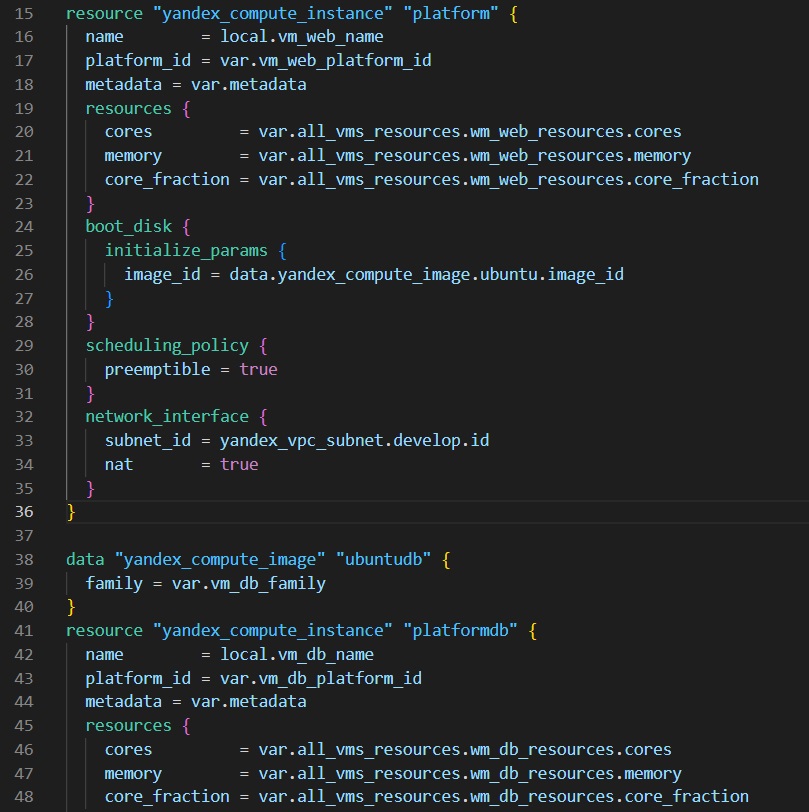 15 resource "yandex_compute_instance" "platform" {
16   name        = local.vm_web_name
17   platform_id = var.vm_web_platform_id
18   metadata = var.metadata
19   resources {
20     cores         = var.all_vms_resources.wm_web_resources.cores
21     memory        = var.all_vms_resources.wm_web_resources.memory
22     core_fraction = var.all_vms_resources.wm_web_resources.core_fraction
23   }
24   boot_disk {
25     initialize_params {
26       image_id = data.yandex_compute_image.ubuntu.image_id
27     }
28   }
29   scheduling_policy {
30     preemptible = true
31   }
32   network_interface {
33     subnet_id = yandex_vpc_subnet.develop.id
34     nat       = true
35   }
36 }
37
38 data "yandex_compute_image" "ubuntudb" {
39   family = var.vm_db_family
40 }
41 resource "yandex_compute_instance" "platformdb" {
42   name        = local.vm_db_name
43   platform_id = var.vm_db_platform_id
44   metadata = var.metadata
45   resources {
46     cores         = var.all_vms_resources.wm_db_resources.cores
47     memory        = var.all_vms_resources.wm_db_resources.memory
48     core_fraction = var.all_vms_resources.wm_db_resources.core_fraction